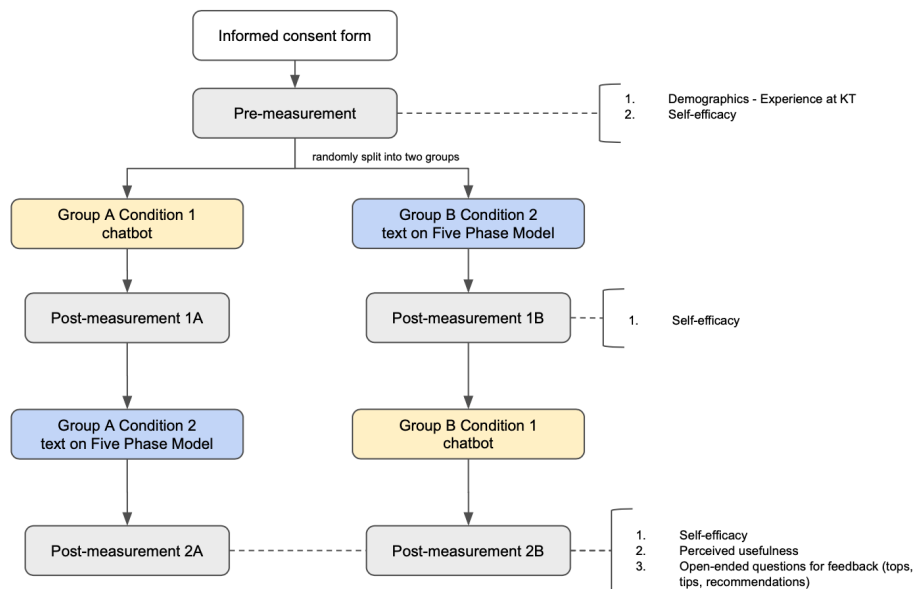 Informed consent form
Pre-measurement
1. Demographics - Experience at KT
2. Self-efficacy
randomly split into two groups
Group A Condition 1
chatbot
Group B Condition 2
text on Five Phase Model
Post-measurement 1A
Post-measurement 1B
1. Self-efficacy
Group A Condition 2
text on Five Phase Model
Group B Condition 1
chatbot
Post-measurement 2A
Post-measurement 2B
1. Self-efficacy
2. Perceived usefulness
3. Open-ended questions for feedback (tops,
tips, recommendations)